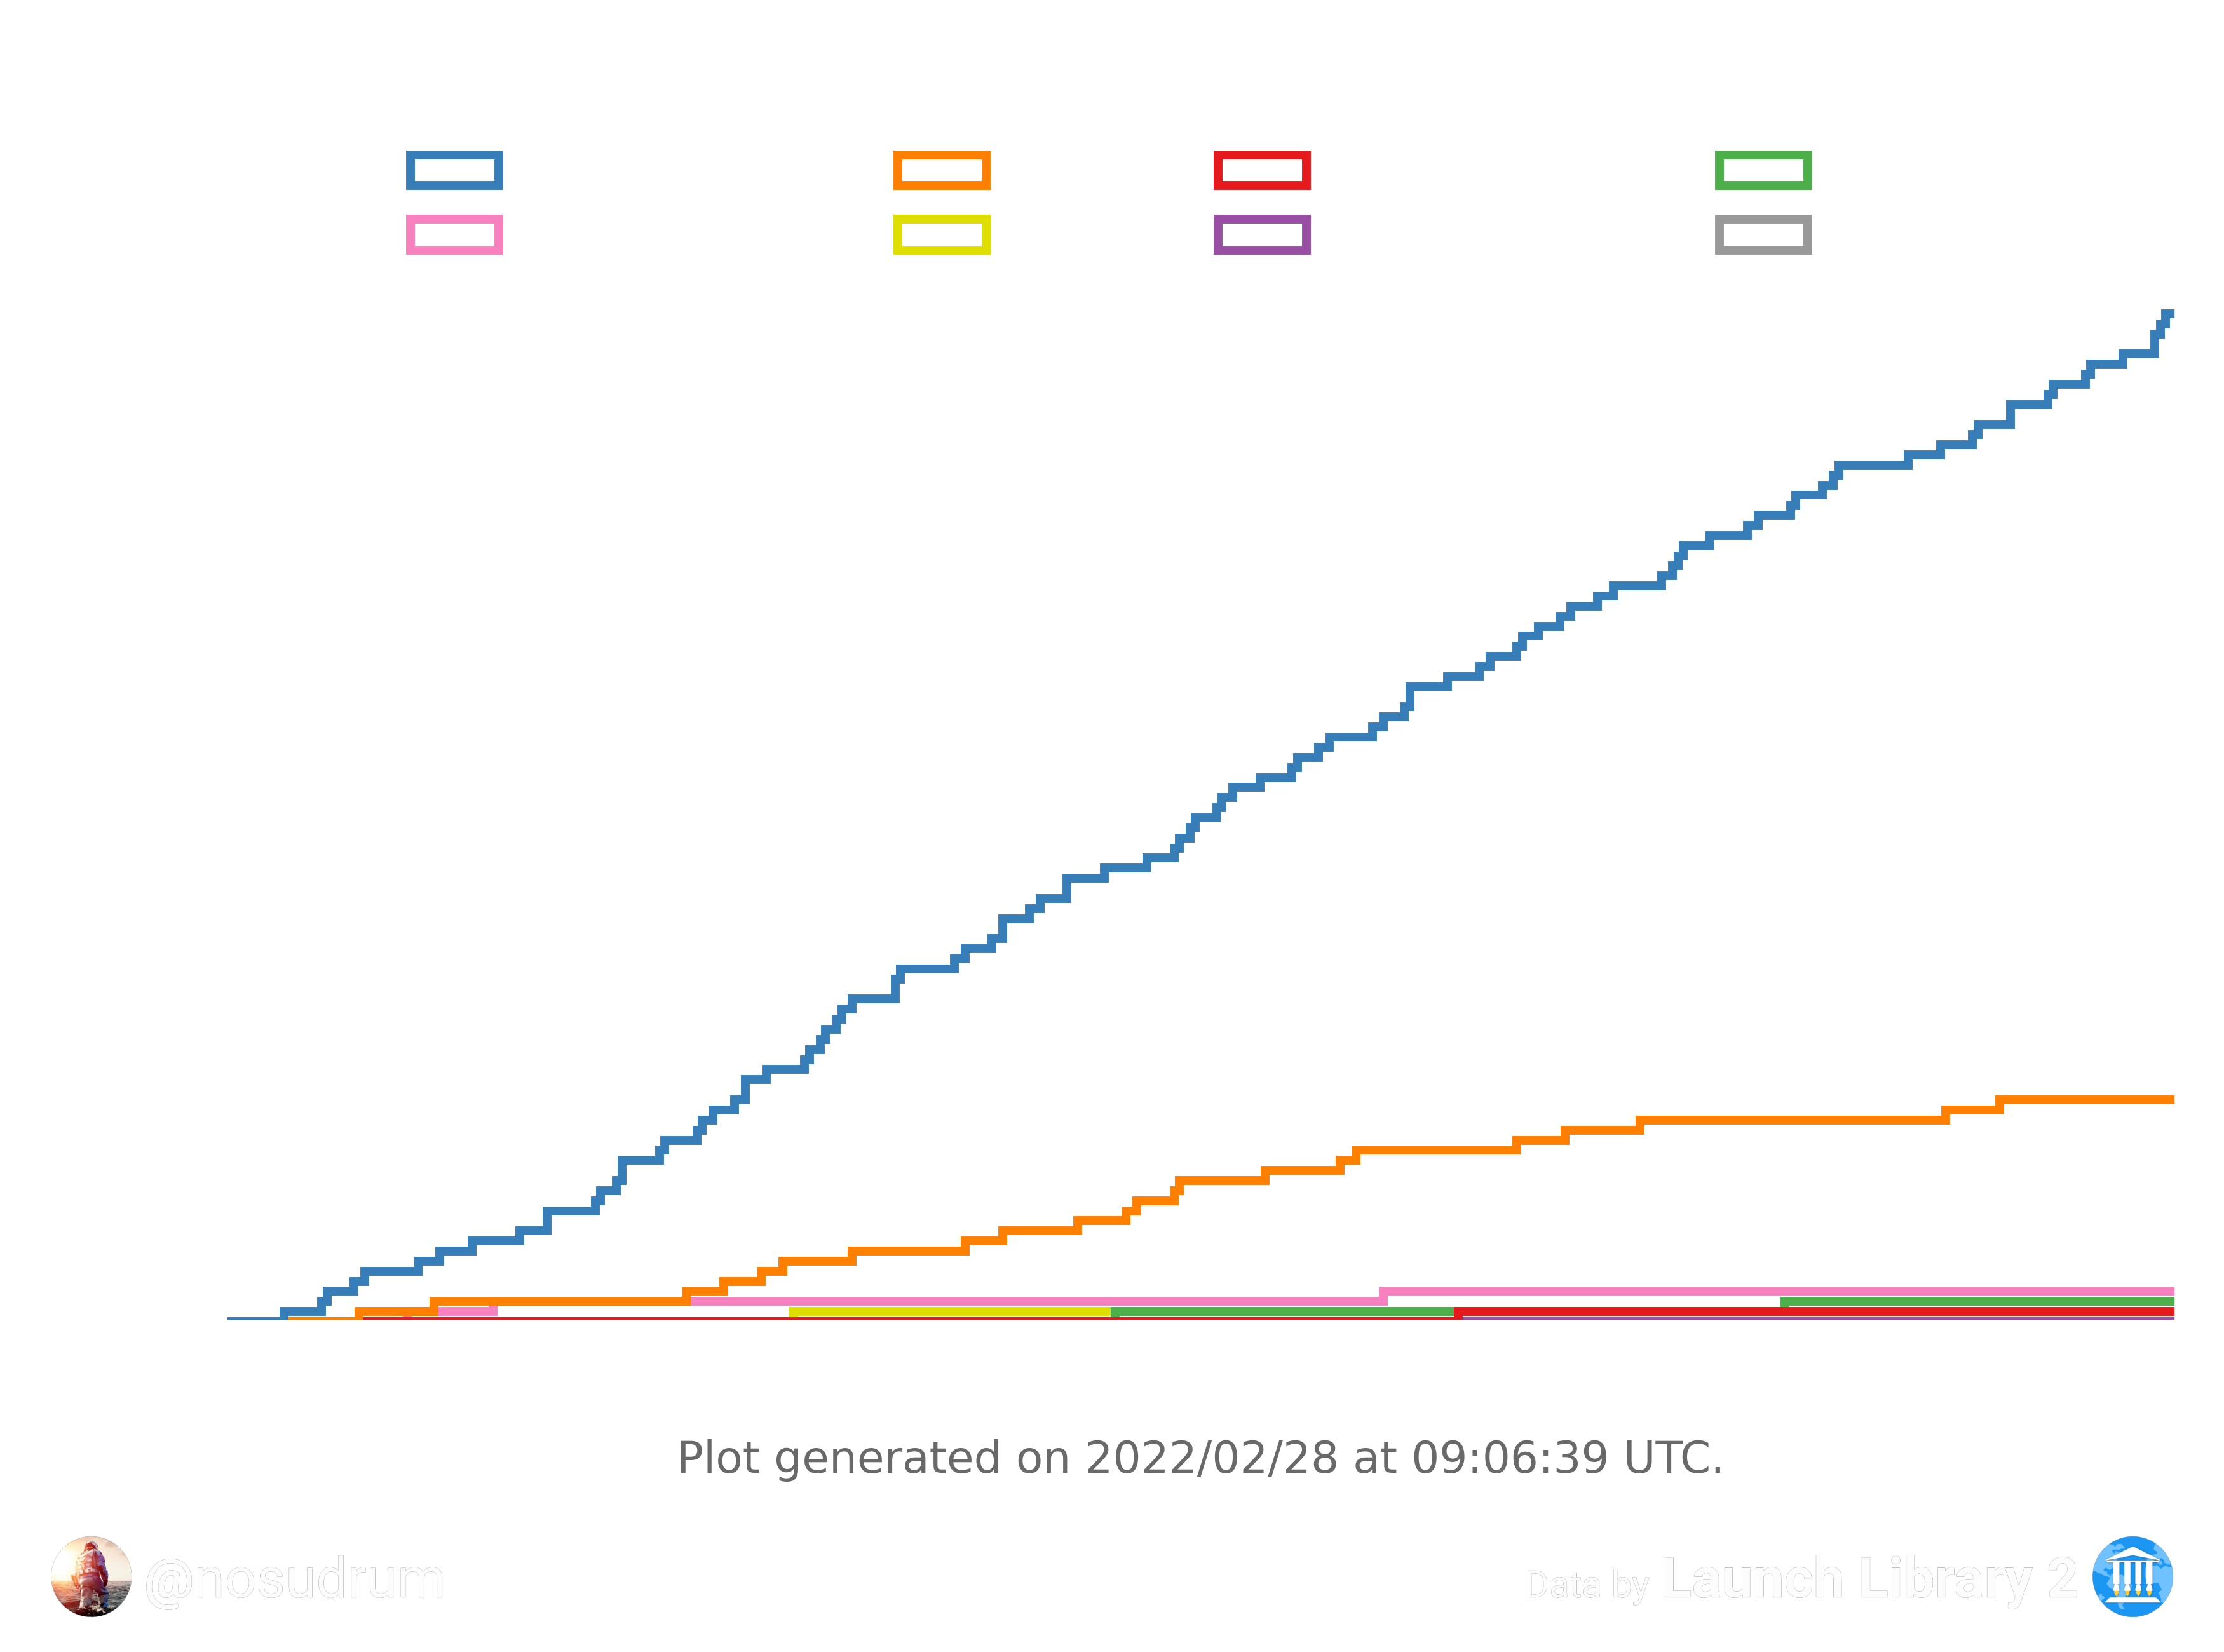 Plot generated on 2022/02/28 at 09:06:39 UTC.
@nosudrum
Data by Launch Library 2